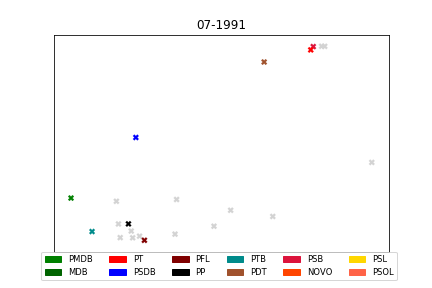 07-1991
PMDB PT PFL PTB PSB PSL
MDB PSDB PP PDT NOVO PSOL